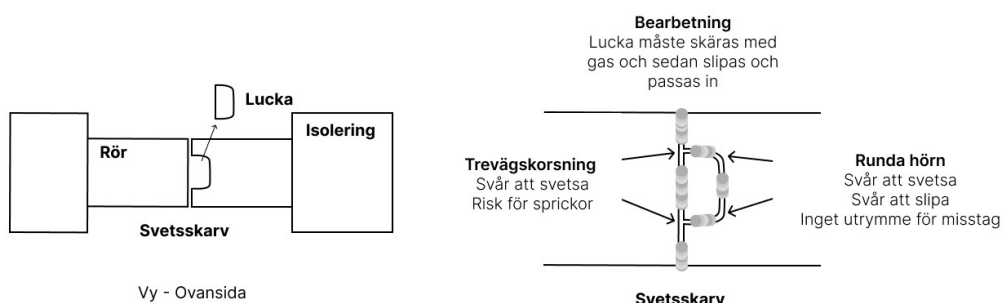 Lucka
Isolering
Rör
Svetsskarv
Vy - Ovansida
Bearbetning
Lucka måste skäras med
gas och sedan slipas och
passas in
Trevägskorsning
Svår att svetsa
Risk för sprickor
Runda hörn
Svår att svetsa
Svår att slipa
Inget utrymme för misstag
Svetsskarv